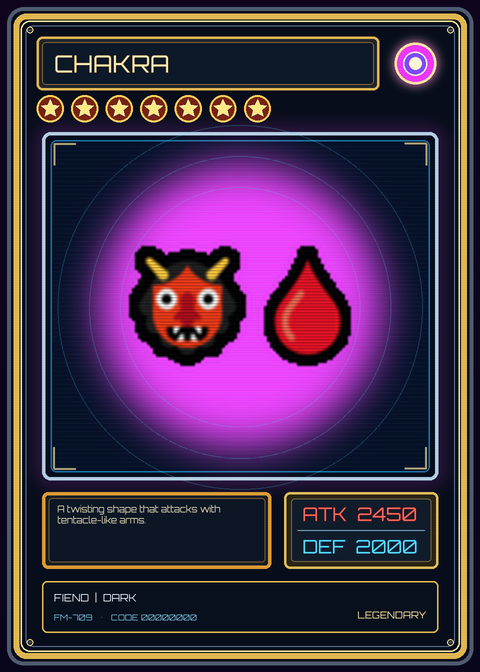 CHAKRA
A twisting shape that attacks with
tentacle-like arms.
ATK 2450
DEF 2000
FIEND | DARK
FM-709 · CODE 00000000
LEGENDARY